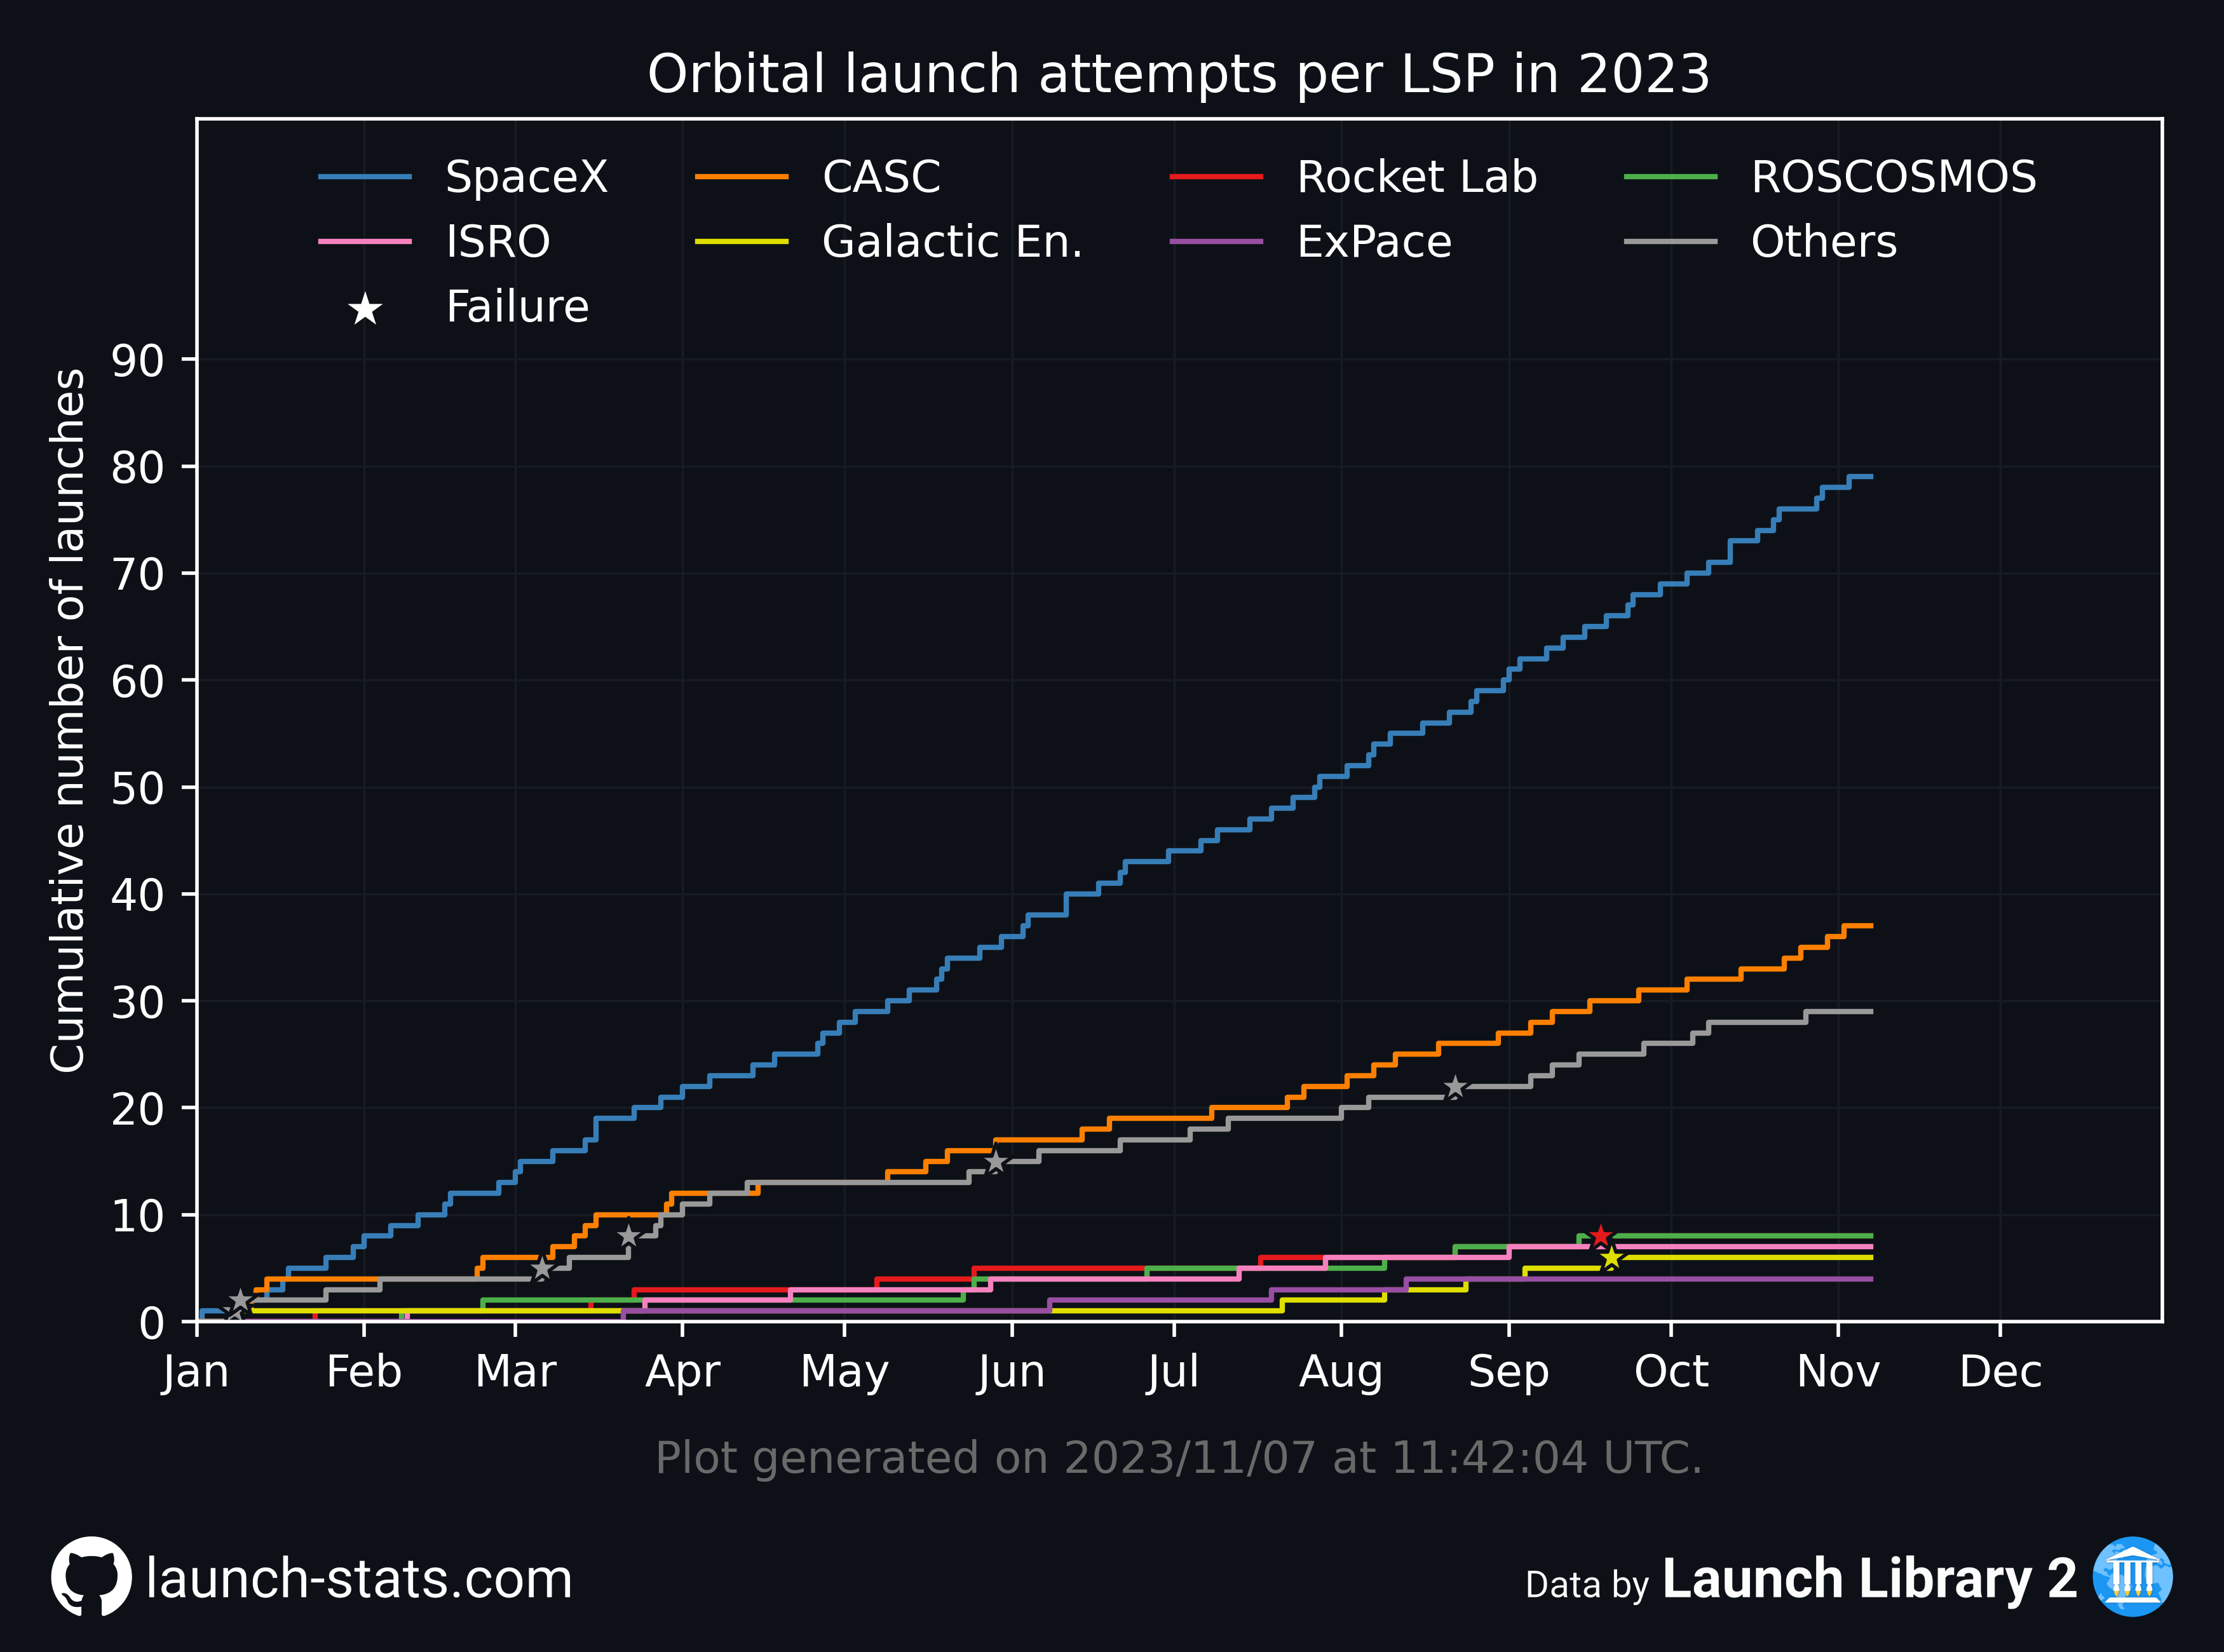 Orbital launch attempts per LSP in 2023
SpaceX CASC Rocket Lab ROSCOSMOS
ISRO Galactic En. ExPace Others
Failure
Cumulative number of launches
90
80
70
60
50
40
30
20
10
0
Jan Feb Mar Apr May Jun Jul Aug Sep Oct Nov Dec
Plot generated on 2023/11/07 at 11:42:04 UTC.
launch-stats.com
Data by Launch Library 2